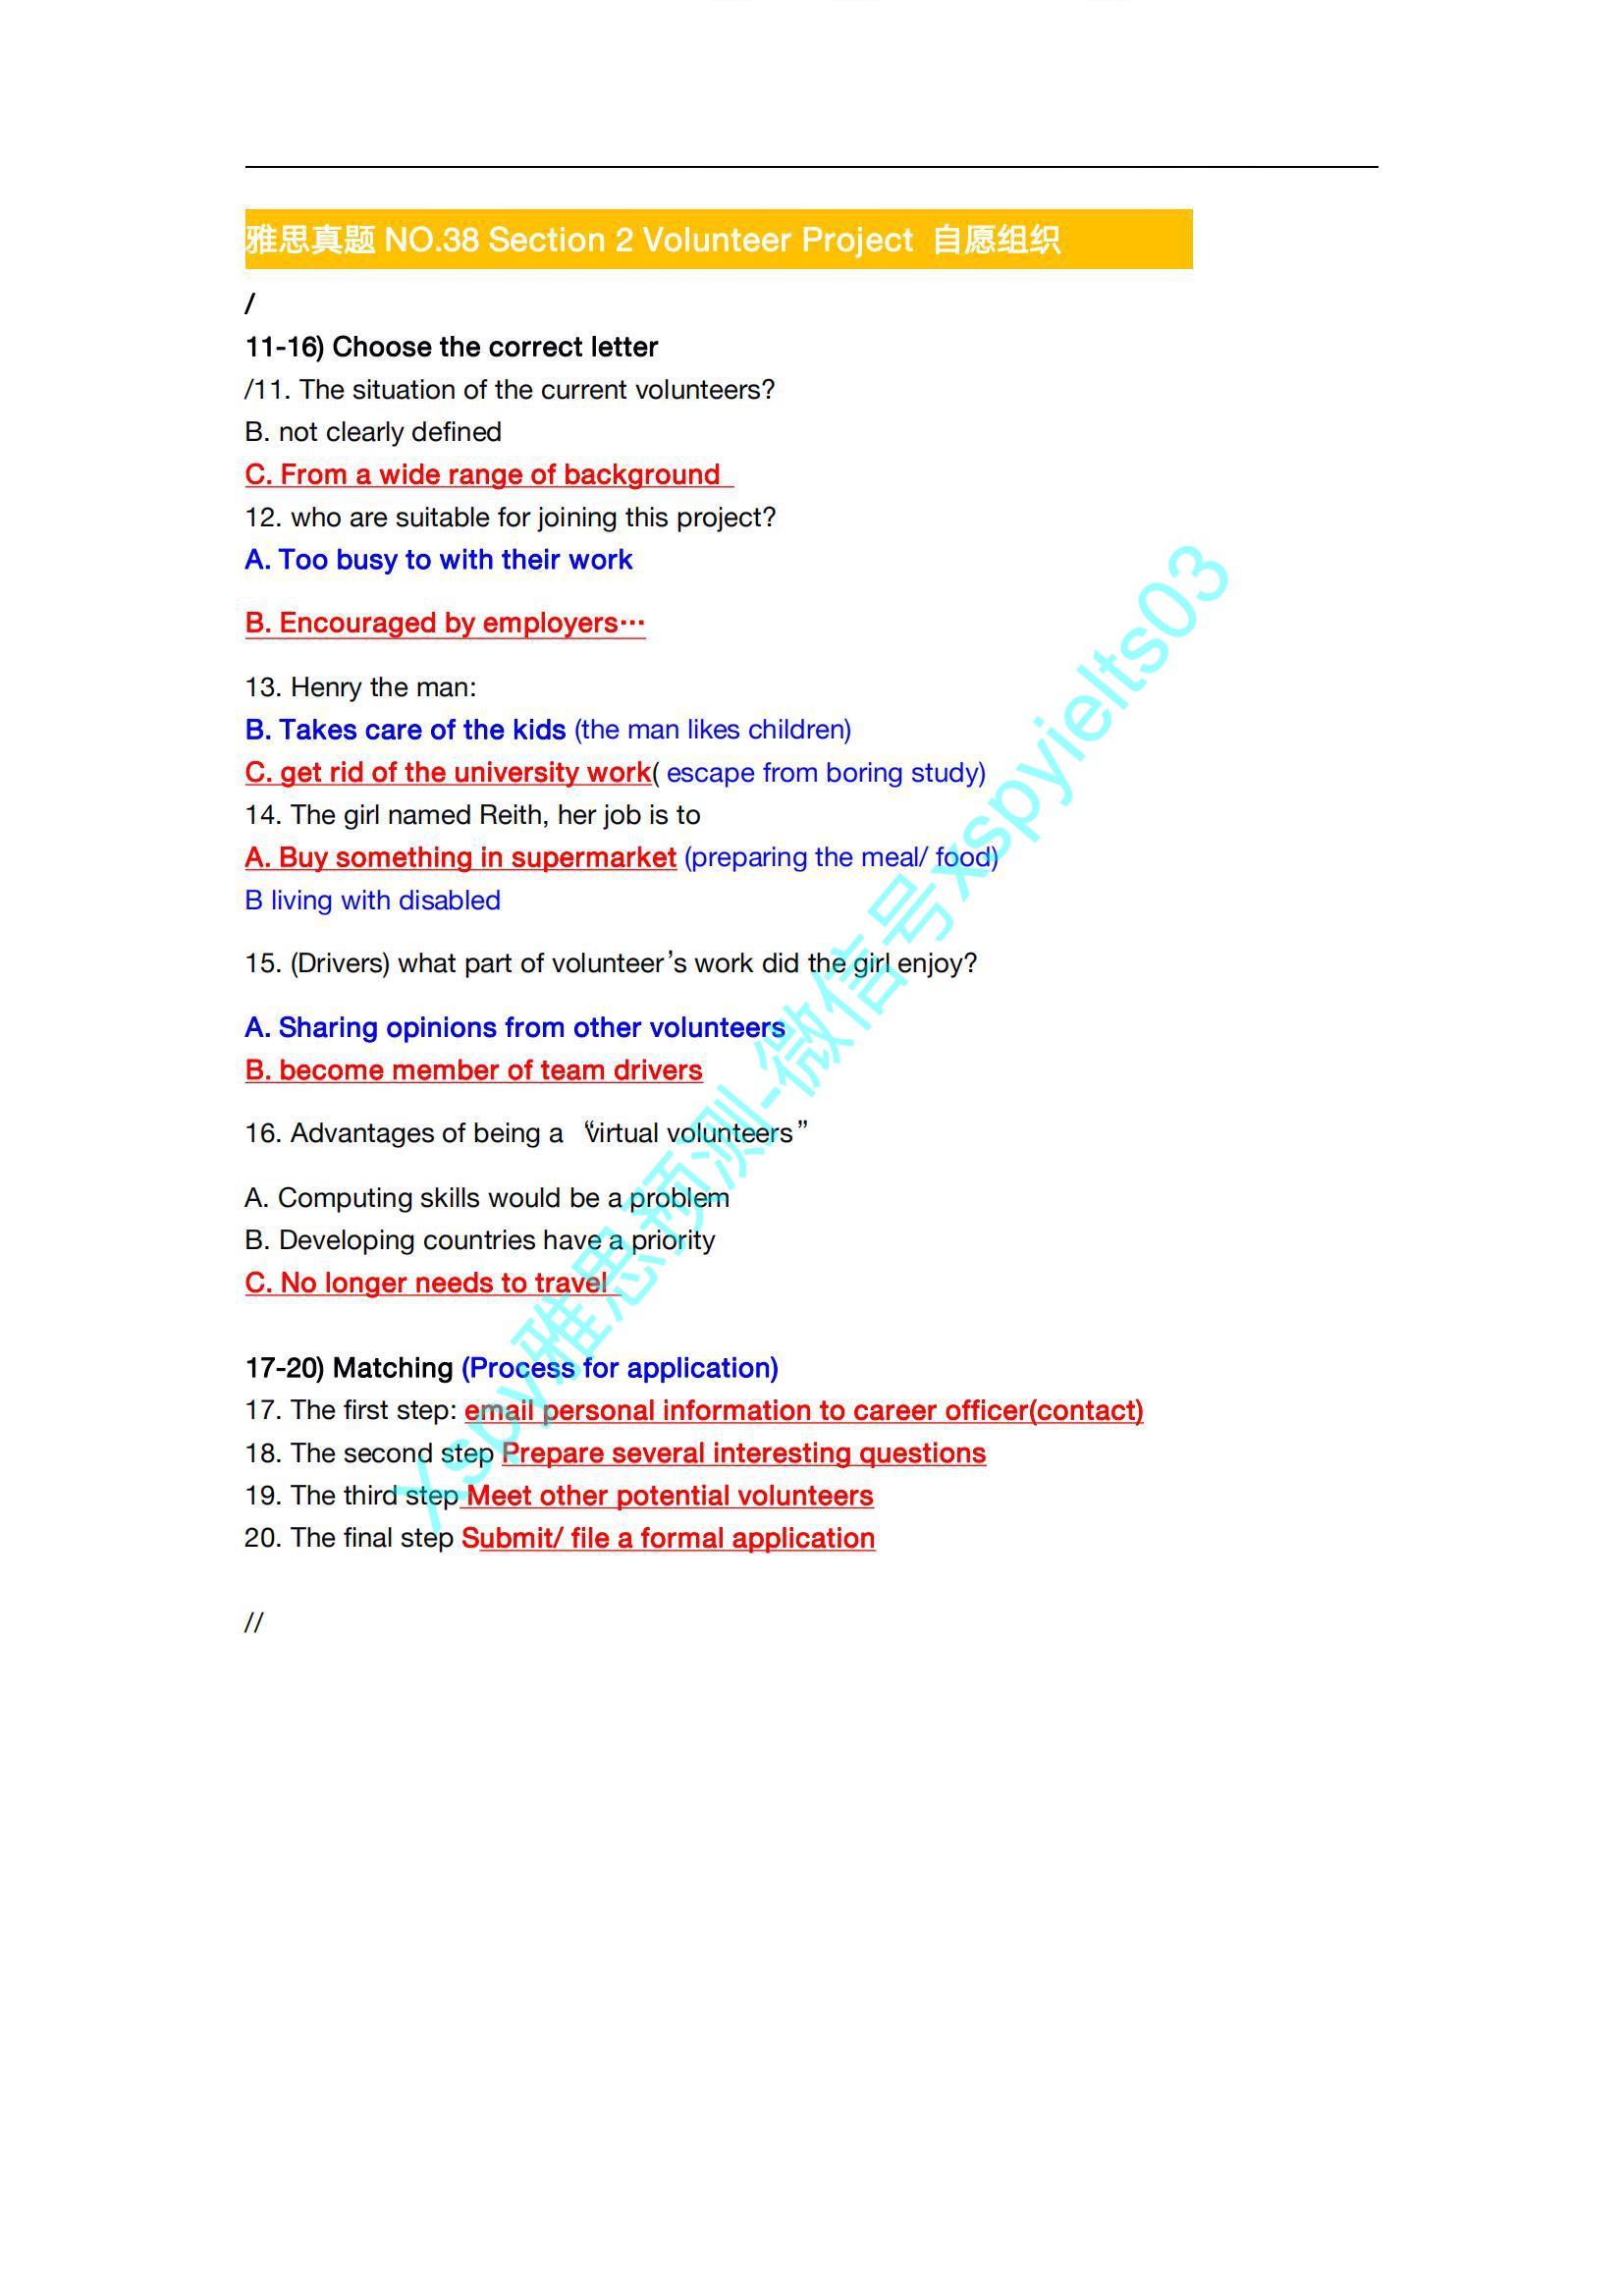 雅思真题 NO.38 Section 2 Volunteer Project 自愿组织
/
11-16) Choose the correct letter
/11. The situation of the current volunteers?
B. not clearly defined
C. From a wide range of background
12. who are suitable for joining this project?
A. Too busy to with their work
B. Encouraged by employers…
13. Henry the man:
B. Takes care of the kids (the man likes children)
C. get rid of the university work( escape from boring study)
14. The girl named Reith, her job is to
A. Buy something in supermarket (preparing the meal/ food)
B living with disabled
15. (Drivers) what part of volunteer’s work did the girl enjoy?
A. Sharing opinions from other volunteers
B. become member of team drivers
16. Advantages of being a “virtual volunteers”
A. Computing skills would be a problem
B. Developing countries have a priority
C. No longer needs to travel
17-20) Matching (Process for application)
17. The first step: email personal information to career officer(contact)
18. The second step Prepare several interesting questions
19. The third step Meet other potential volunteers
20. The final step Submit/ file a formal application
//
xspy雅思预测-微信号xspyielts03